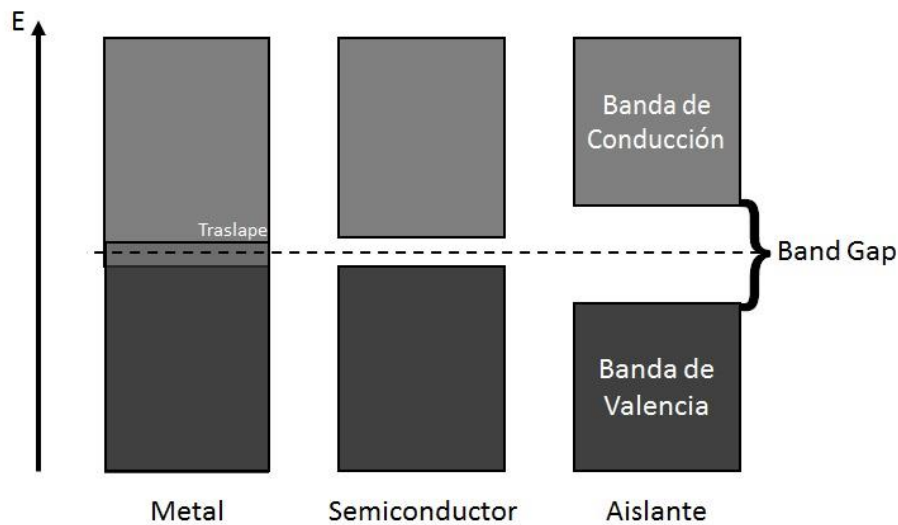 E
Banda de
Conducción
Traslape
Band Gap
Banda de
Valencia
Metal
Semiconductor
Aislante